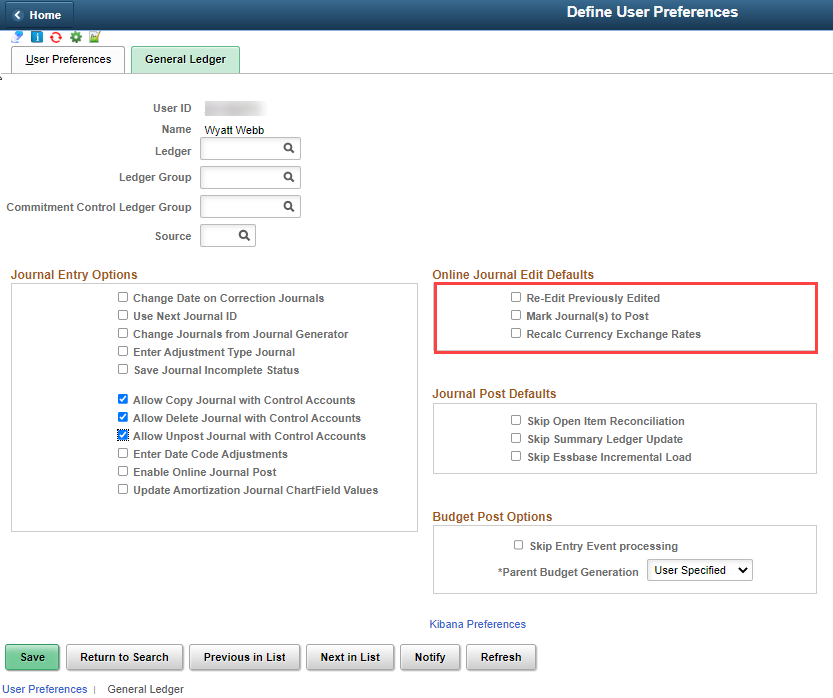 Home
Define User Preferences
User Preferences
General Ledger
User ID
Name Wyatt Webb
Ledger
Ledger Group
Commitment Control Ledger Group
Source
Journal Entry Options
Change Date on Correction Journals
Use Next Journal ID
Change Journals from Journal Generator
Enter Adjustment Type Journal
Save Journal Incomplete Status
Allow Copy Journal with Control Accounts
Allow Delete Journal with Control Accounts
Allow Unpost Journal with Control Accounts
Enter Date Code Adjustments
Enable Online Journal Post
Update Amortization Journal ChartField Values
Online Journal Edit Defaults
Re-Edit Previously Edited
Mark Journal(s) to Post
Recalc Currency Exchange Rates
Journal Post Defaults
Skip Open Item Reconciliation
Skip Summary Ledger Update
Skip Essbase Incremental Load
Budget Post Options
Skip Entry Event processing
*Parent Budget Generation User Specified
Kibana Preferences
Save
Return to Search
Previous in List
Next in List
Notify
Refresh
User Preferences | General Ledger